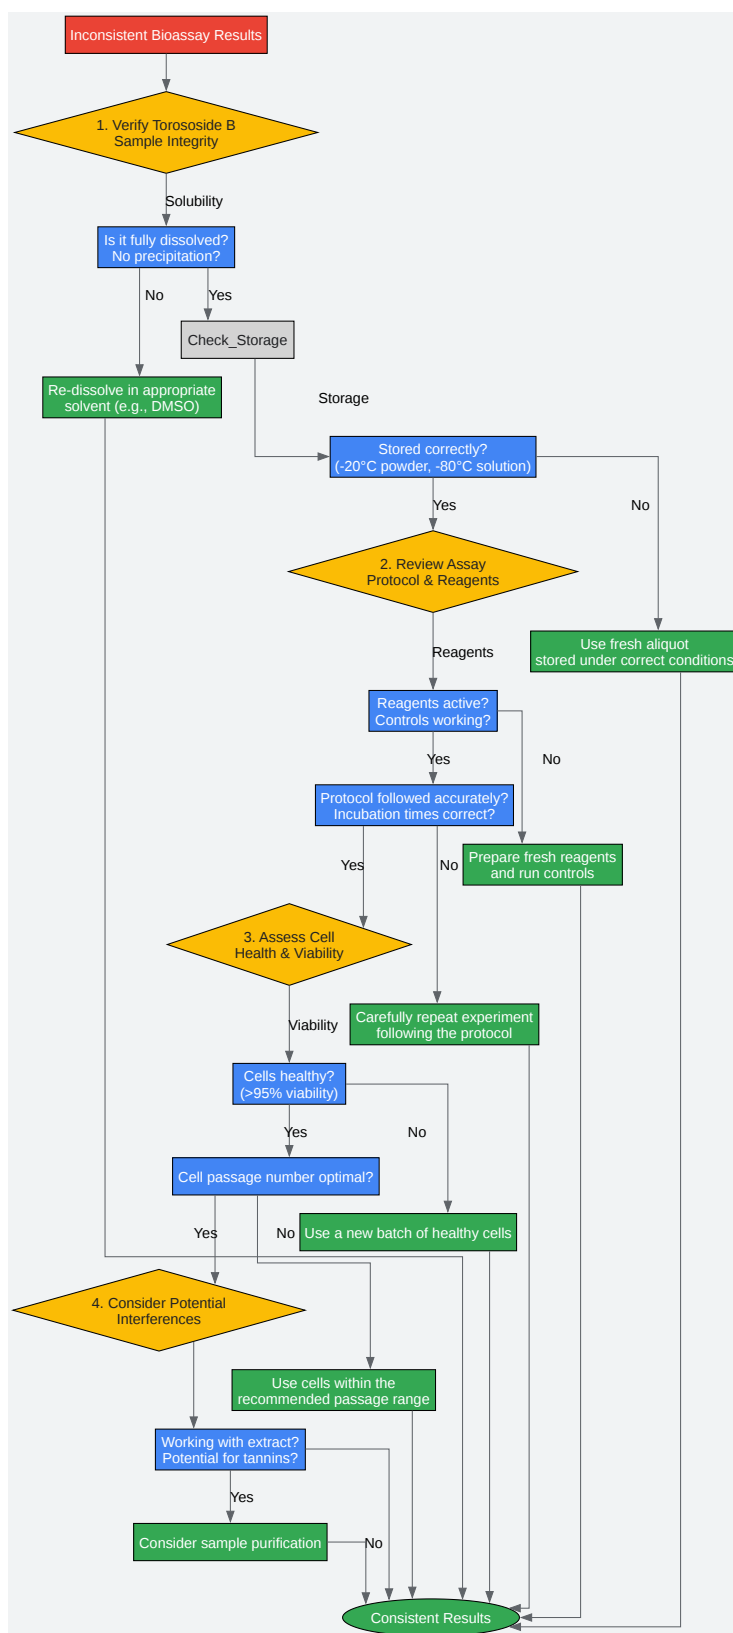 Inconsistent Bioassay Results
1. Verify Torososide B
Sample Integrity
Solubility
Is it fully dissolved?
No precipitation?
No
Yes
Check_Storage
Re-dissolve in appropriate
solvent (e.g., DMSO)
Storage
Stored correctly?
(-20°C powder, -80°C solution)
Yes
No
2. Review Assay
Protocol & Reagents
Use fresh aliquot
stored under correct conditions
Reagents
Reagents active?
Controls working?
Yes
No
Protocol followed accurately?
Incubation times correct?
Yes
No
Prepare fresh reagents
and run controls
3. Assess Cell
Health & Viability
Carefully repeat experiment
following the protocol
Viability
Cells healthy?
(>95% viability)
Yes
No
Cell passage number optimal?
Yes
No
Use a new batch of healthy cells
4. Consider Potential
Interferences
Use cells within the
recommended passage range
Working with extract?
Potential for tannins?
Yes
Consider sample purification
No
Consistent Results